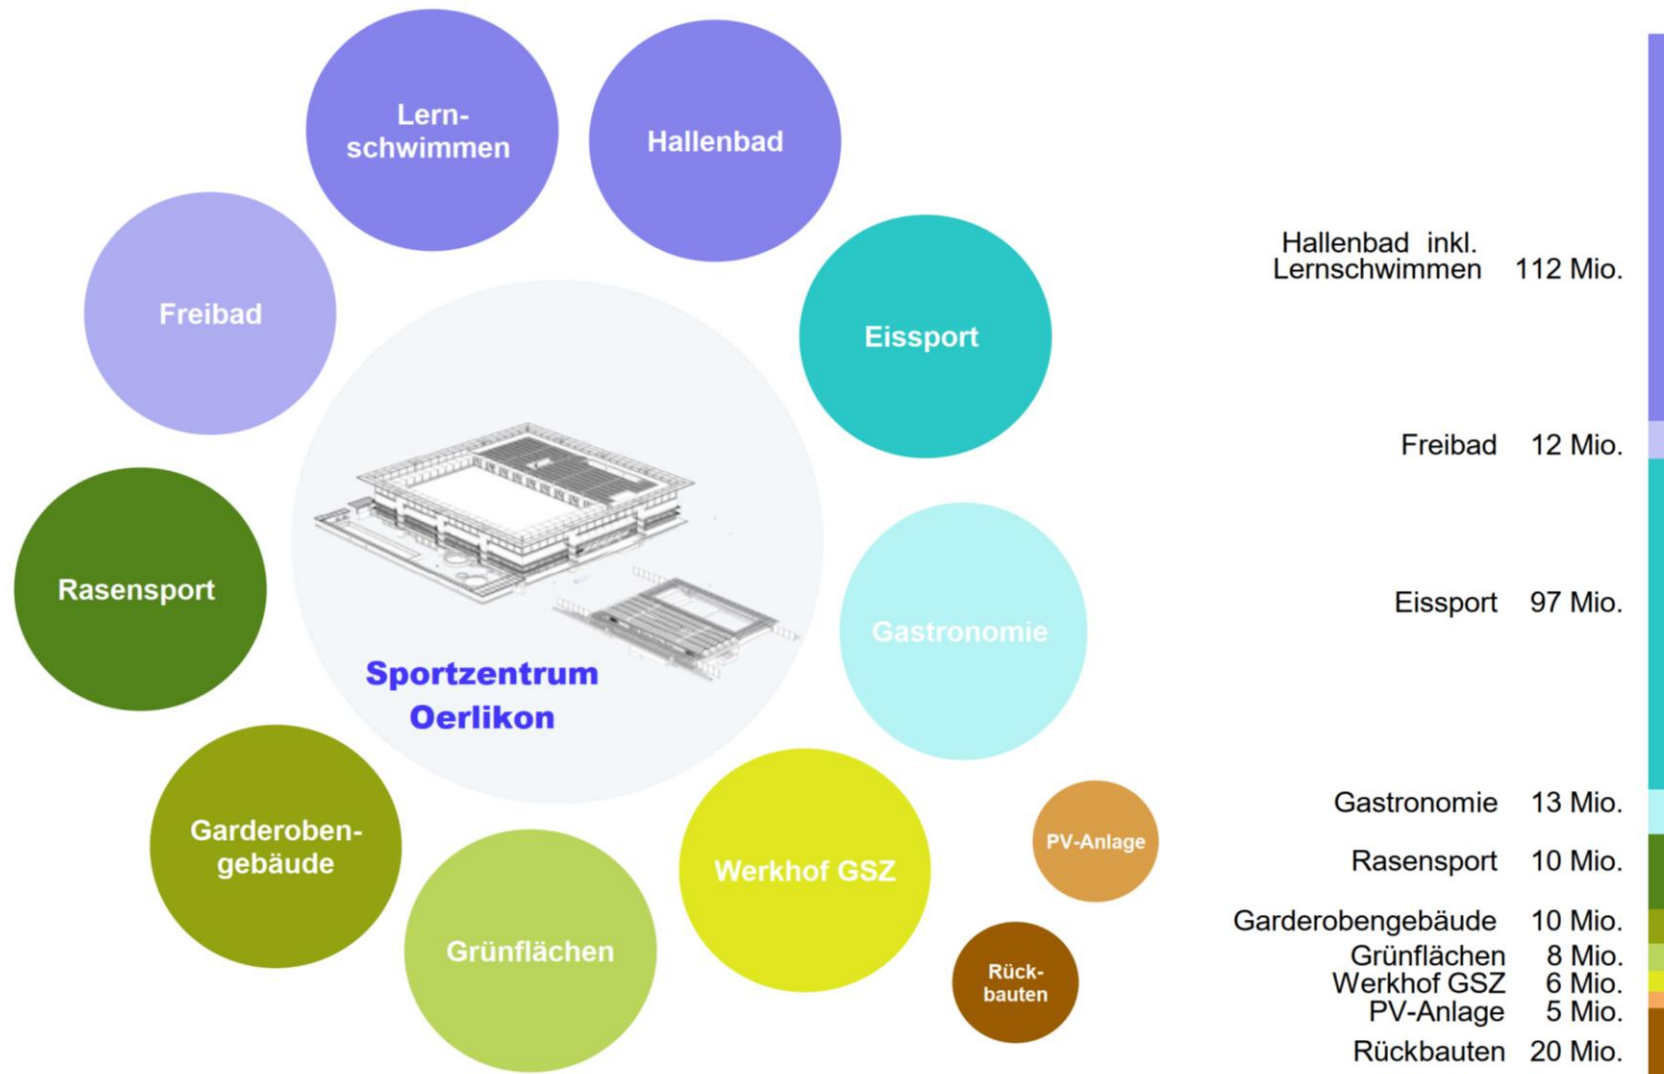 Lern-
schwimmen
Hallenbad
Freibad
Eissport
Rasensport
Gastronomie
Sportzentrum
Oerlikon
Garderoben-
gebäude
Werkhof GSZ
PV-Anlage
Grünflächen
Rück-
bauten
Hallenbad inkl.
Lernschwimmen 112 Mio.
Freibad 12 Mio.
Eissport 97 Mio.
Gastronomie 13 Mio.
Rasensport 10 Mio.
Garderobengebäude 10 Mio.
Grünflächen 8 Mio.
Werkhof GSZ 6 Mio.
PV-Anlage 5 Mio.
Rückbauten 20 Mio.